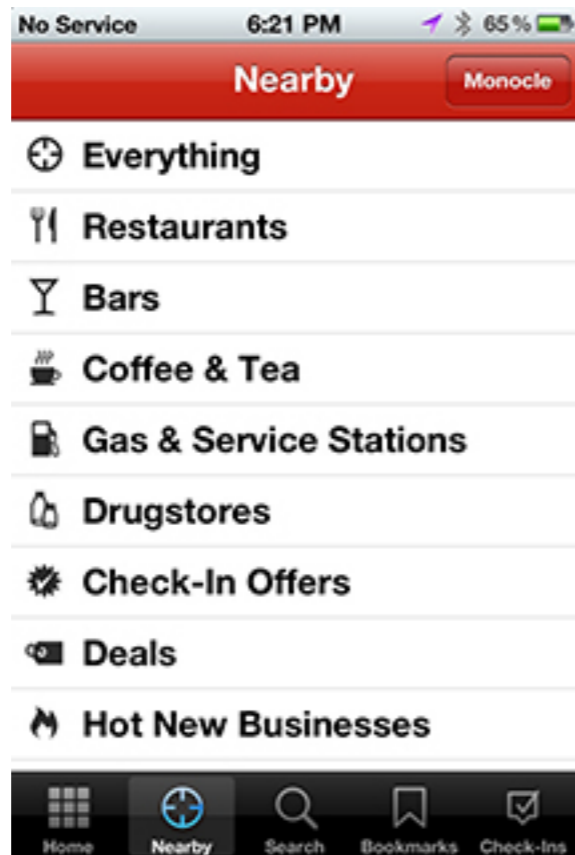 No Service 6:21 PM 65%
Nearby Monocle
Everything
Restaurants
Bars
Coffee & Tea
Gas & Service Stations
Drugstores
Check-In Offers
Deals
Hot New Businesses
Home Nearby Search Bookmarks Check-Ins